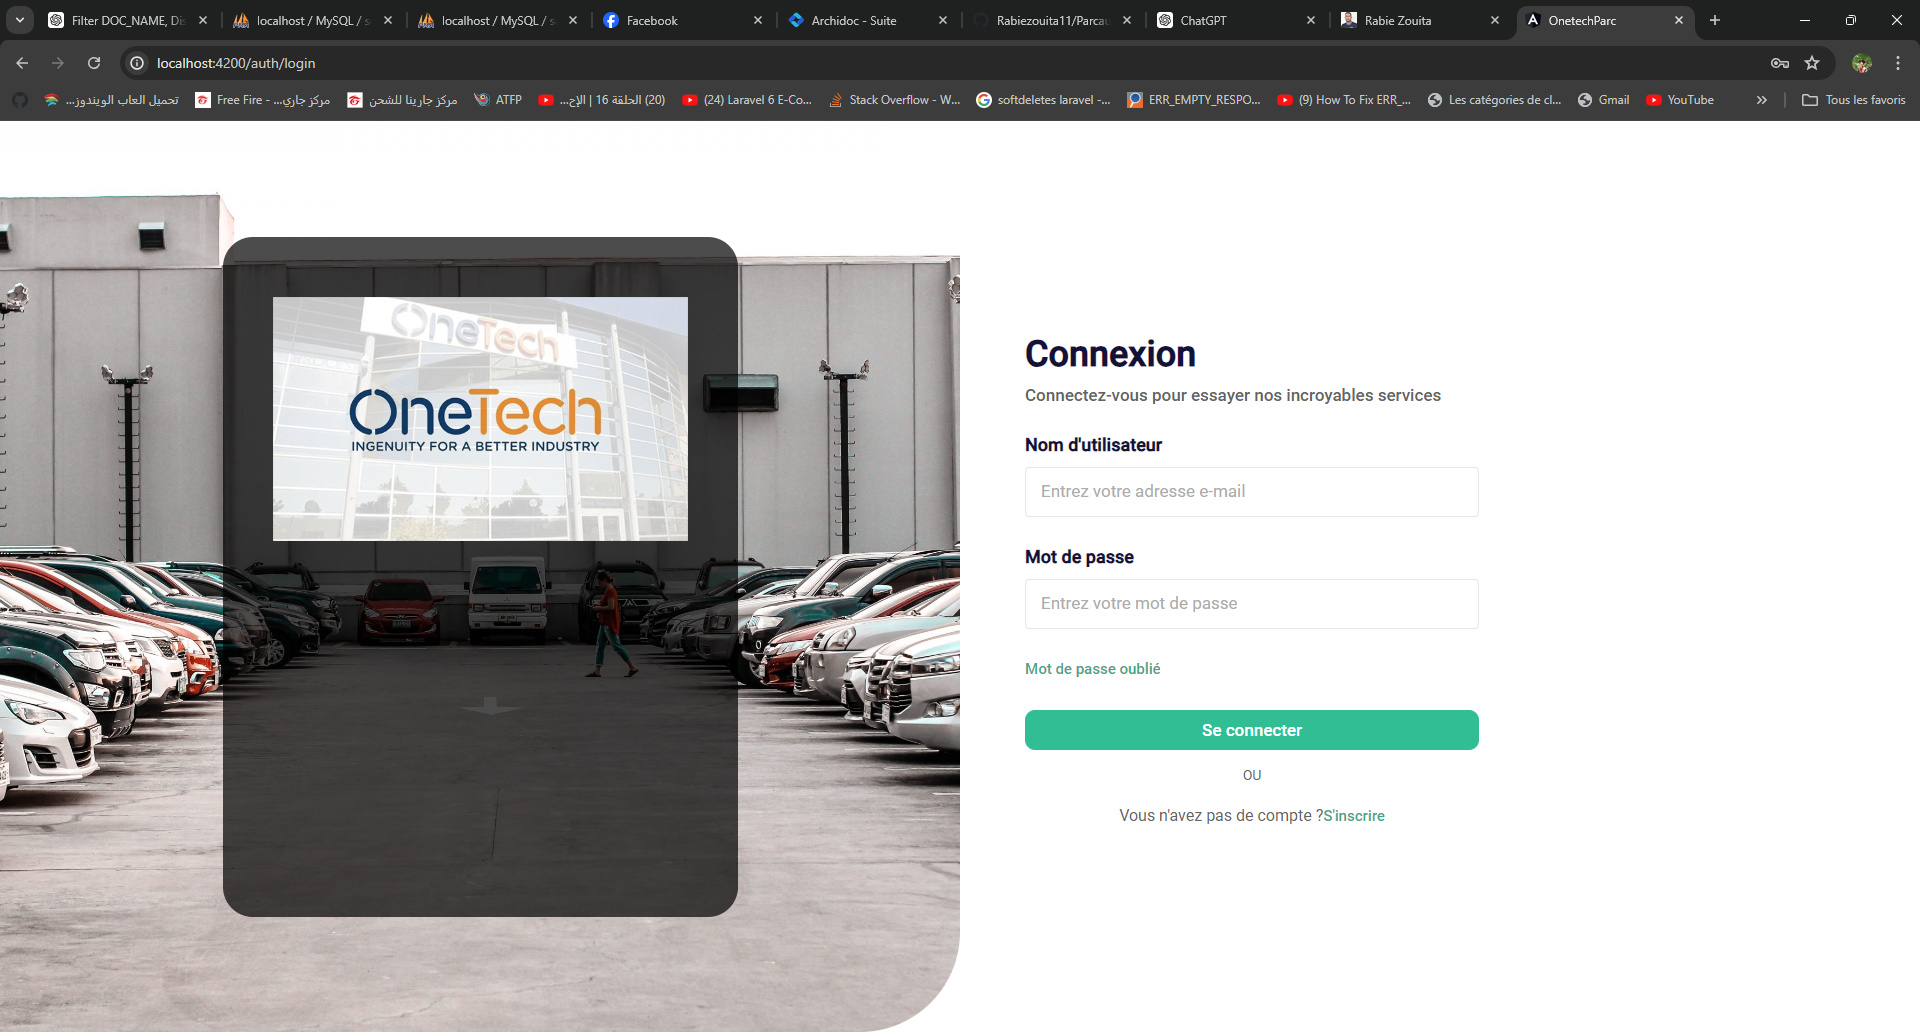 Filter DOC_NAME, Dis
localhost / MySQL / s
localhost / MySQL / s
Facebook
Archidoc - Suite
Rabiezouita11/Parcau
ChatGPT
Rabie Zouita
OnetechParc
localhost:4200/auth/login
تحميل العاب الويندوز...
Free Fire - مركز جاري...
مركز جارينا للشحن
ATFP
(20) الحلقة 16 | الإخ...
(24) Laravel 6 E-Co...
Stack Overflow - W...
softdeletes laravel -...
ERR_EMPTY_RESPO...
(9) How To Fix ERR_...
Les catégories de cl...
Gmail
YouTube
Tous les favoris
OneTech
OneTech
INGENUITY FOR A BETTER INDUSTRY
Connexion
Connectez-vous pour essayer nos incroyables services
Nom d'utilisateur
Entrez votre adresse e-mail
Mot de passe
Entrez votre mot de passe
Mot de passe oublié
Se connecter
OU
Vous n'avez pas de compte ?S'inscrire